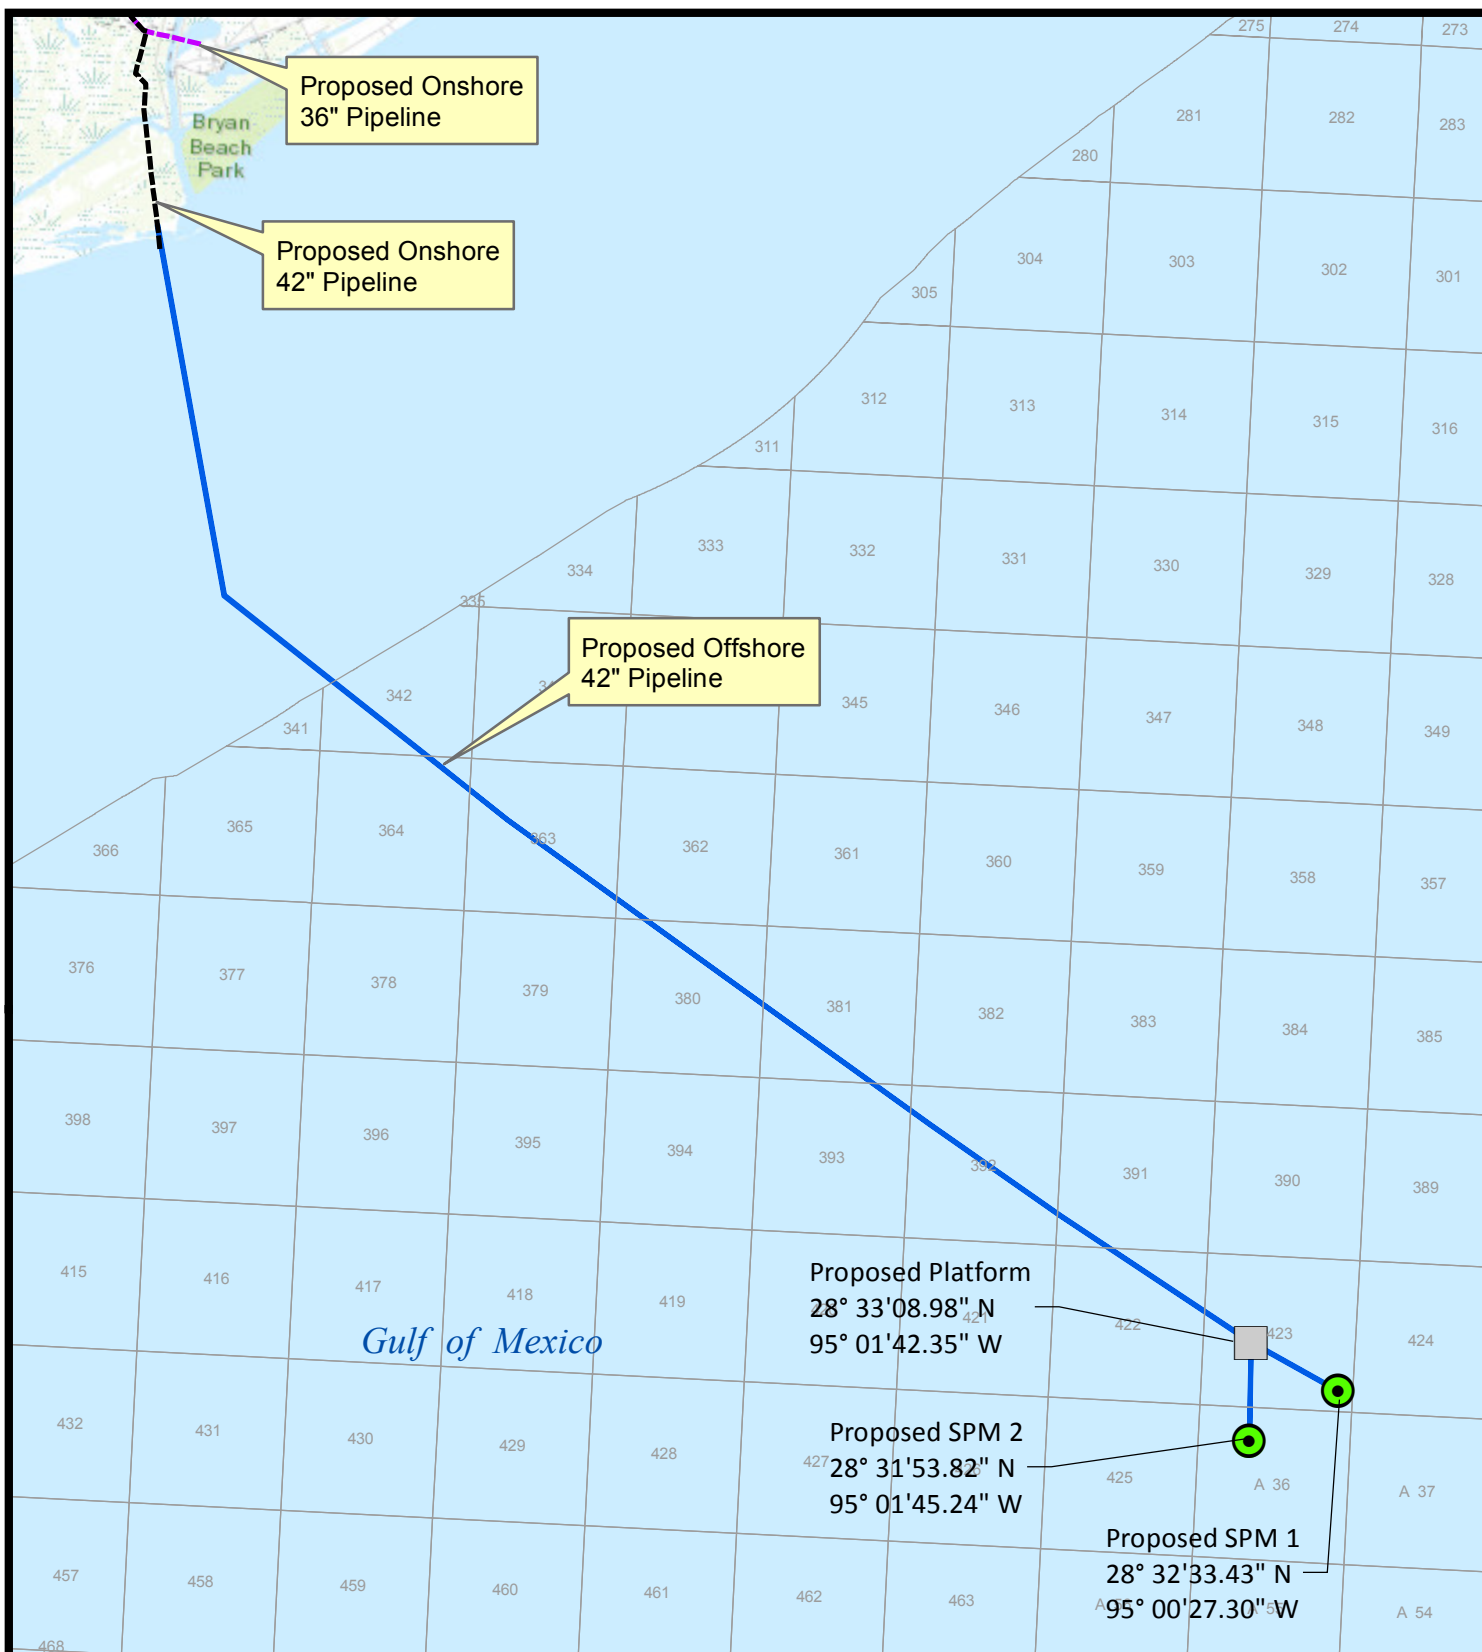 275 274 273
Proposed Onshore
36" Pipeline
281 282 283
Bryan
Beach
Park
280
Proposed Onshore
42" Pipeline
304 303 302 301
305
312 313 314 315 316
311
333 332 331 330 329 328
334
335
Proposed Offshore
42" Pipeline
342 345 346 347 348 349
341
365 364 363 362 361 360 359 358 357
366
376 377 378 379 380 381 382 383 384 385
398 397 396 395 394 393 392 391 390 389
415 416 417 418 419 421 422 423 424
Proposed Platform
28° 33'08.98" N
95° 01'42.35" W
Gulf of Mexico
432 431 430 429 428 427 425 A 36 A 37
Proposed SPM 2
28° 31'53.82" N
95° 01'45.24" W
Proposed SPM 1
28° 32'33.43" N
95° 00'27.30" W
457 458 459 460 461 462 463 A 54
468